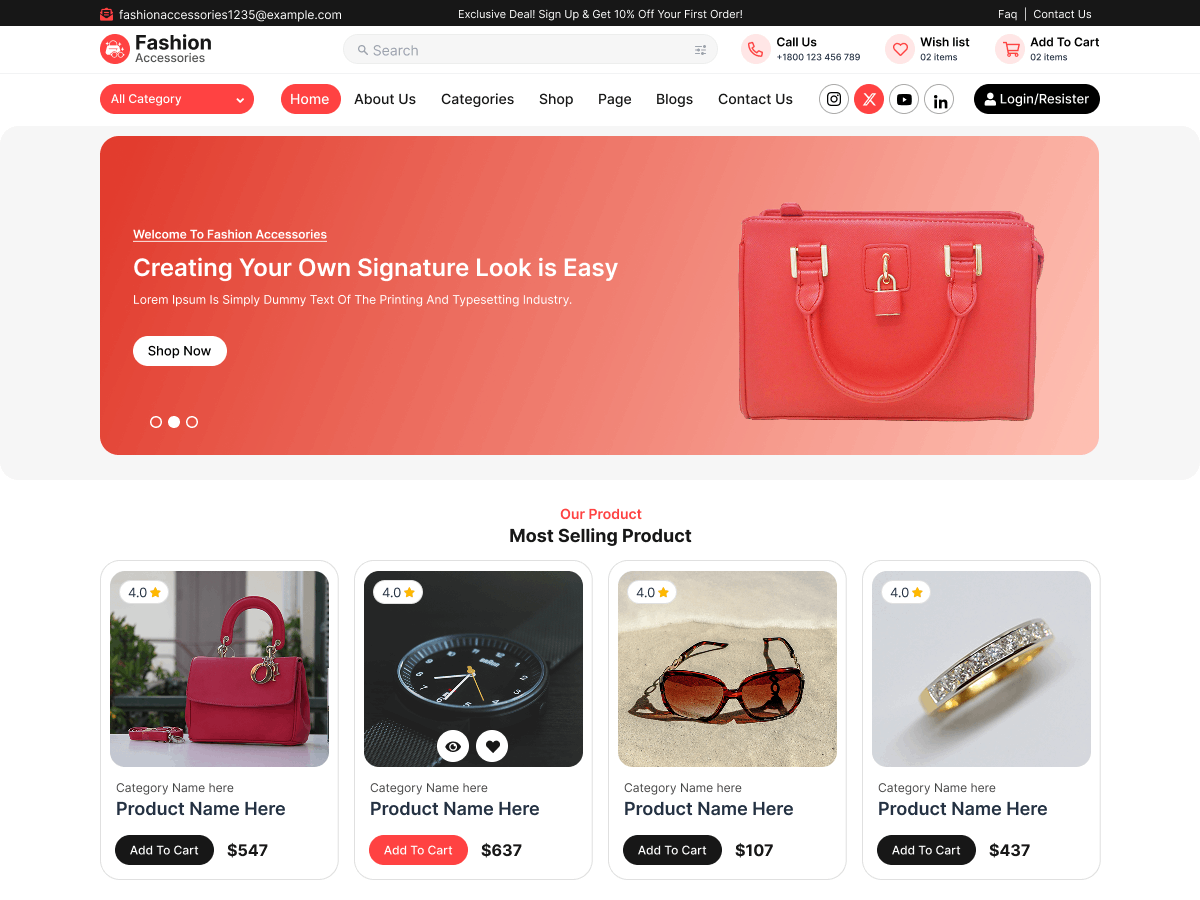 fashionaccessories1235@example.com
Exclusive Deal! Sign Up & Get 10% Off Your First Order!
Faq | Contact Us
Fashion
Accessories
Search
Call Us
+1800 123 456 789
Wish list
02 items
Add To Cart
02 items
All Category
Home
About Us
Categories
Shop
Page
Blogs
Contact Us
Login/Resister
Welcome To Fashion Accessories
Creating Your Own Signature Look is Easy
Lorem Ipsum Is Simply Dummy Text Of The Printing And Typesetting Industry.
Shop Now
Our Product
Most Selling Product
4.0
Category Name here
Product Name Here
Add To Cart
$547
4.0
Category Name here
Product Name Here
Add To Cart
$637
4.0
Category Name here
Product Name Here
Add To Cart
$107
4.0
Category Name here
Product Name Here
Add To Cart
$437